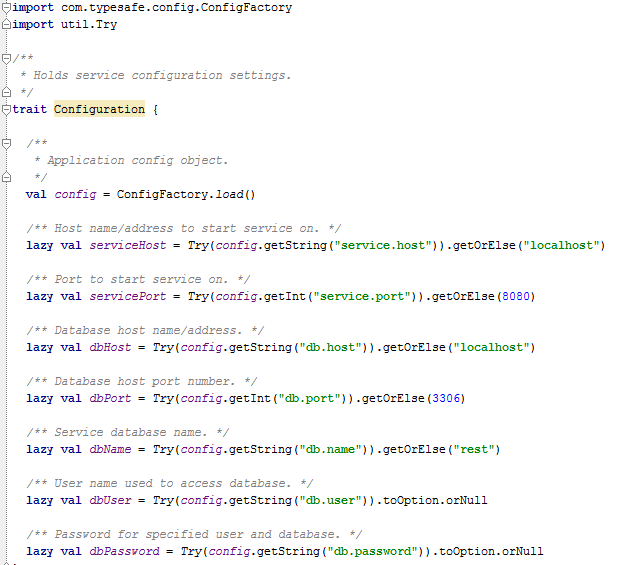 import com.typesafe.config.ConfigFactory
import util.Try
/**
 * Holds service configuration settings.
 */
trait Configuration {
  /**
   * Application config object.
   */
  val config = ConfigFactory.load()
  /** Host name/address to start service on. */
  lazy val serviceHost = Try(config.getString("service.host")).getOrElse("localhost")
  /** Port to start service on. */
  lazy val servicePort = Try(config.getInt("service.port")).getOrElse(8080)
  /** Database host name/address. */
  lazy val dbHost = Try(config.getString("db.host")).getOrElse("localhost")
  /** Database host port number. */
  lazy val dbPort = Try(config.getInt("db.port")).getOrElse(3306)
  /** Service database name. */
  lazy val dbName = Try(config.getString("db.name")).getOrElse("rest")
  /** User name used to access database. */
  lazy val dbUser = Try(config.getString("db.user")).toOption.orNull
  /** Password for specified user and database. */
  lazy val dbPassword = Try(config.getString("db.password")).toOption.orNull